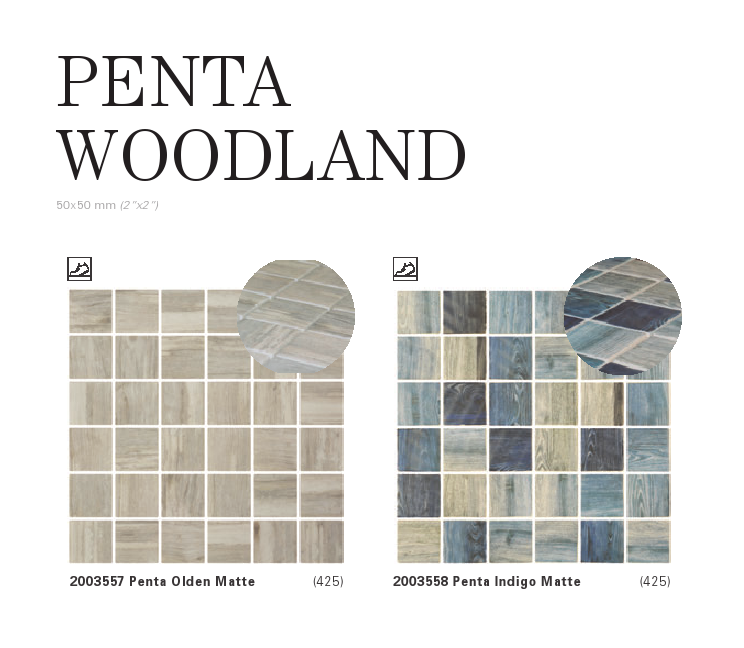 PENTA
WOODLAND
50x50 mm (2"x2")
2003557 Penta Olden Matte (425)
2003558 Penta Indigo Matte (425)